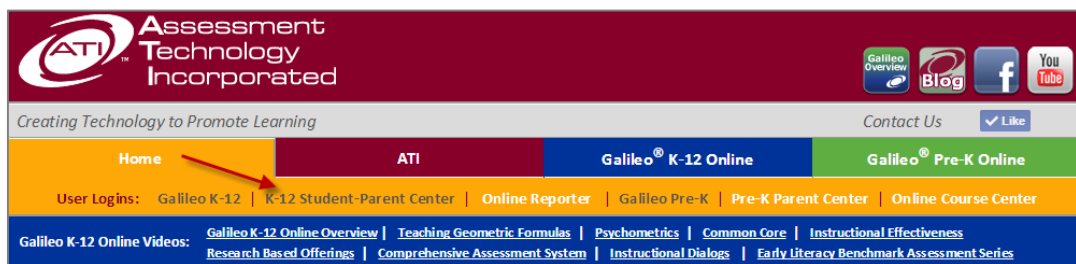 Assessment
Technology
Incorporated
ATI™
Galileo Overview
Blog
f
You Tube
Creating Technology to Promote Learning
Contact Us
Like
Home ATI Galileo® K-12 Online Galileo® Pre-K Online
User Logins: Galileo K-12 | K-12 Student-Parent Center | Online Reporter | Galileo Pre-K | Pre-K Parent Center | Online Course Center
Galileo K-12 Online Videos: Galileo K-12 Online Overview | Teaching Geometric Formulas | Psychometrics | Common Core | Instructional Effectiveness
Research Based Offerings | Comprehensive Assessment System | Instructional Dialogs | Early Literacy Benchmark Assessment Series